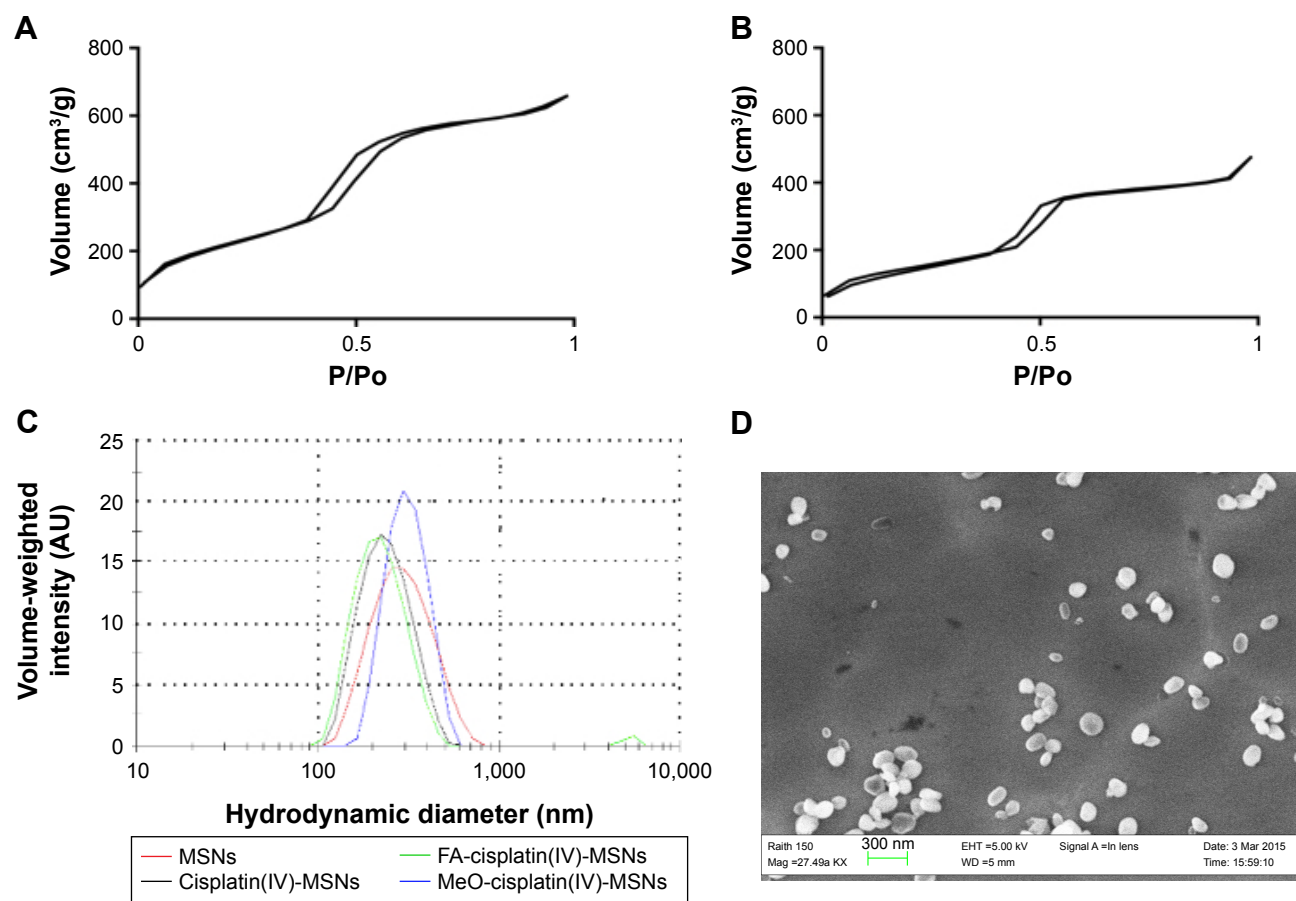 A
800
600
400
200
0
Volume (cm³/g)
0
0.5
1
P/Po
B
800
600
400
200
0
Volume (cm³/g)
0
0.5
1
P/Po
C
25
20
15
10
5
0
Volume-weighted
intensity (AU)
10
100
1,000
10,000
Hydrodynamic diameter (nm)
MSNs
FA-cisplatin(IV)-MSNs
Cisplatin(IV)-MSNs
MeO-cisplatin(IV)-MSNs
D
Raith 150
Mag =27.49a KX
300 nm
EHT =5.00 kV
WD =5 mm
Signal A =In lens
Date: 3 Mar 2015
Time: 15:59:10